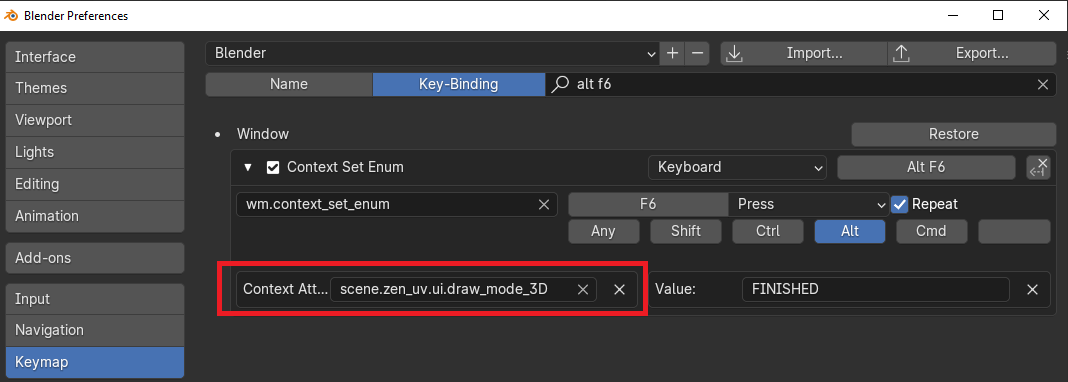 Blender Preferences
Interface
Themes
Viewport
Lights
Editing
Animation
Add-ons
Input
Navigation
Keymap
Blender
Import...
Export...
Name
Key-Binding
alt f6
Window
Restore
Context Set Enum
Keyboard
Alt F6
wm.context_set_enum
F6
Press
Repeat
Any
Shift
Ctrl
Alt
Cmd
Context Att...
scene.zen_uv.ui.draw_mode_3D
Value:
FINISHED